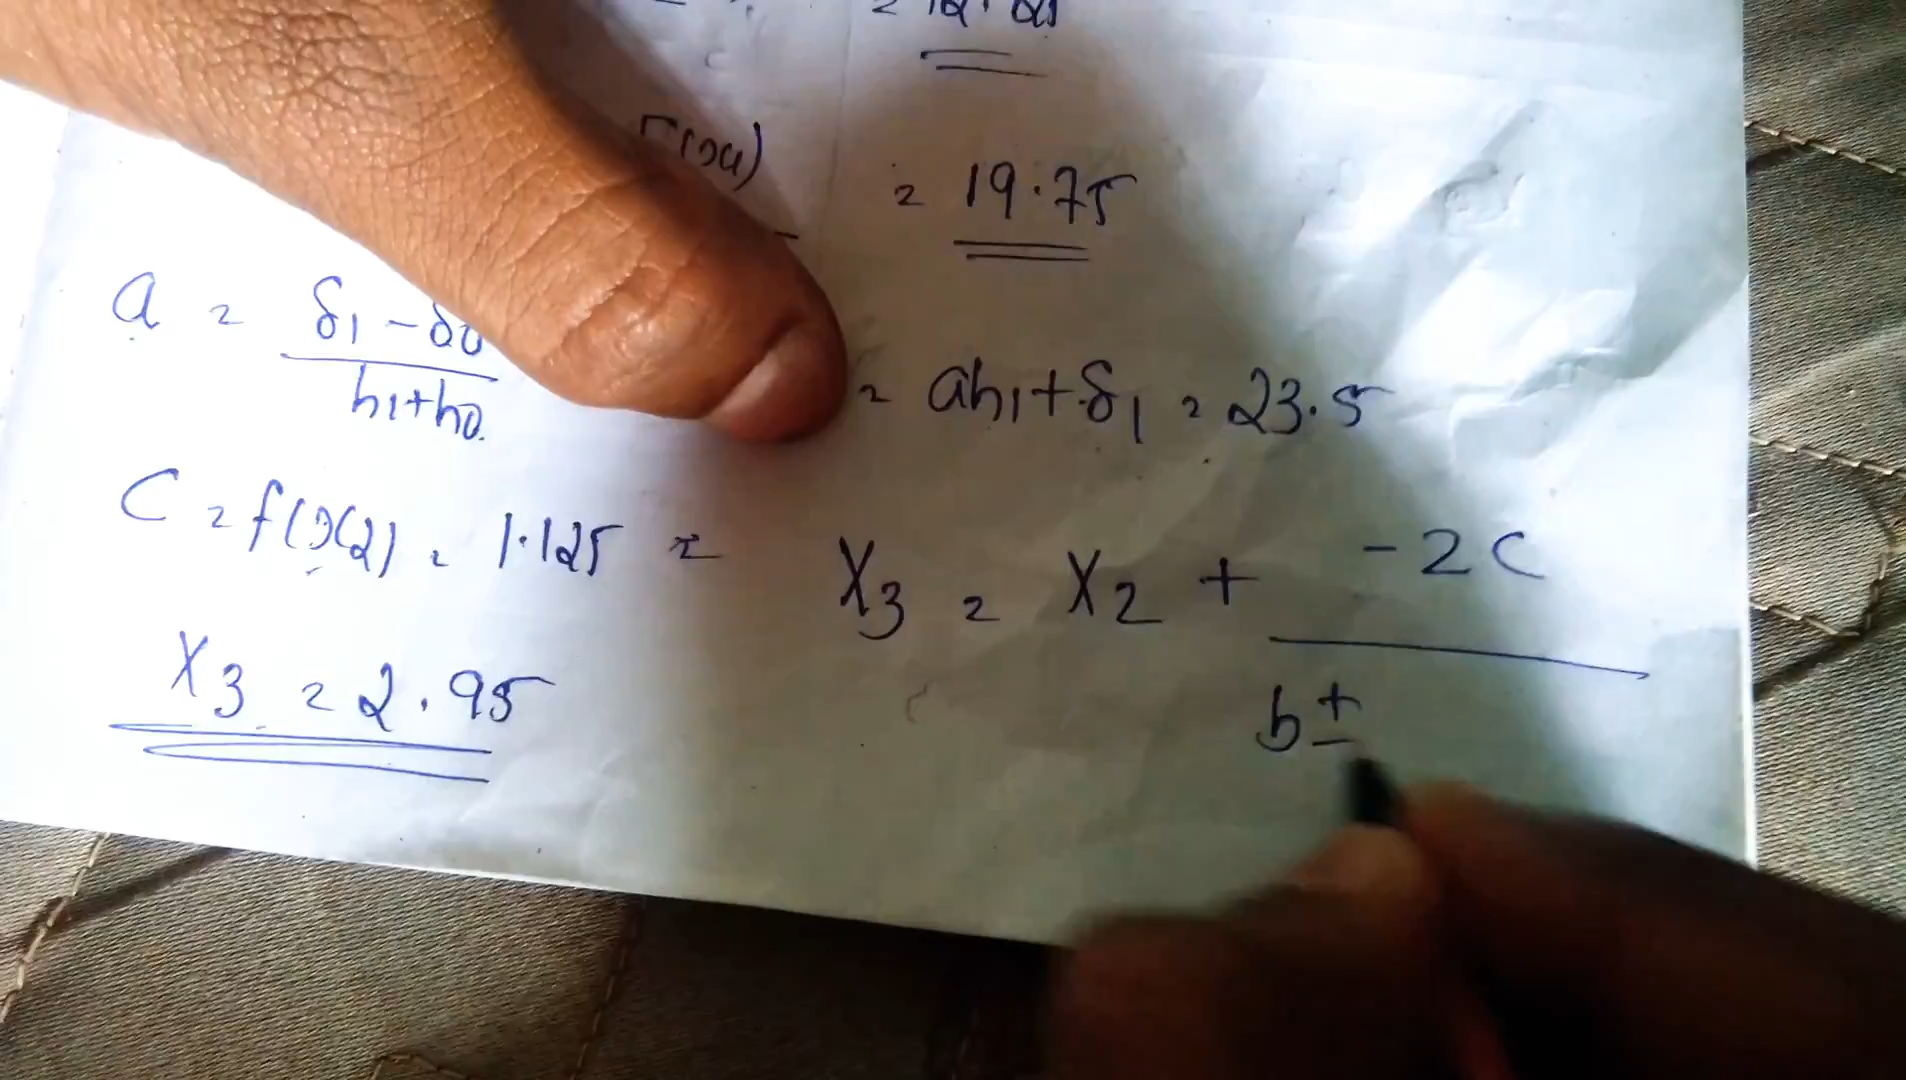 = 19.75
a = δ1 - δ0 / h1+h0.
= ah1+δ1 = 23.5
C = f(x2) = 1.125 =
X3 = X2 + -2C / b±
X3 = 2.95